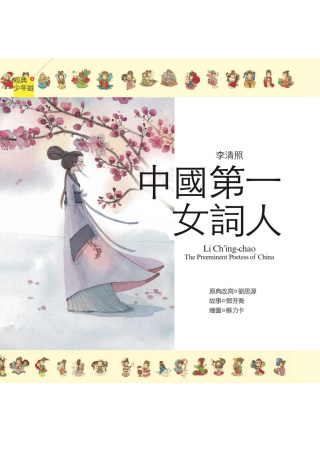 經典
少年遊
李清照
中國第一
女詞人
Li Ch'ing-chao
The Preeminent Poetess of China
原典改寫◎劉思源
故事◎鄧芳喬
繪圖◎蘇力卡